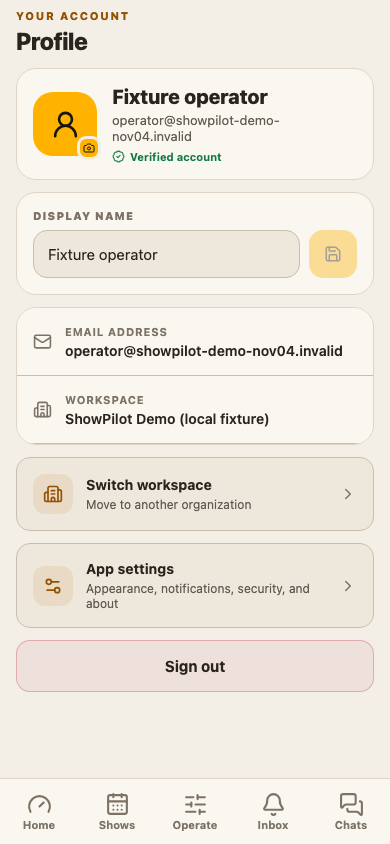 YOUR ACCOUNT
Profile
Fixture operator
operator@showpilot-demo-
nov04.invalid
Verified account
DISPLAY NAME
Fixture operator
EMAIL ADDRESS
operator@showpilot-demo-nov04.invalid
WORKSPACE
ShowPilot Demo (local fixture)
Switch workspace
Move to another organization
App settings
Appearance, notifications, security, and
about
Sign out
Home
Shows
Operate
Inbox
Chats